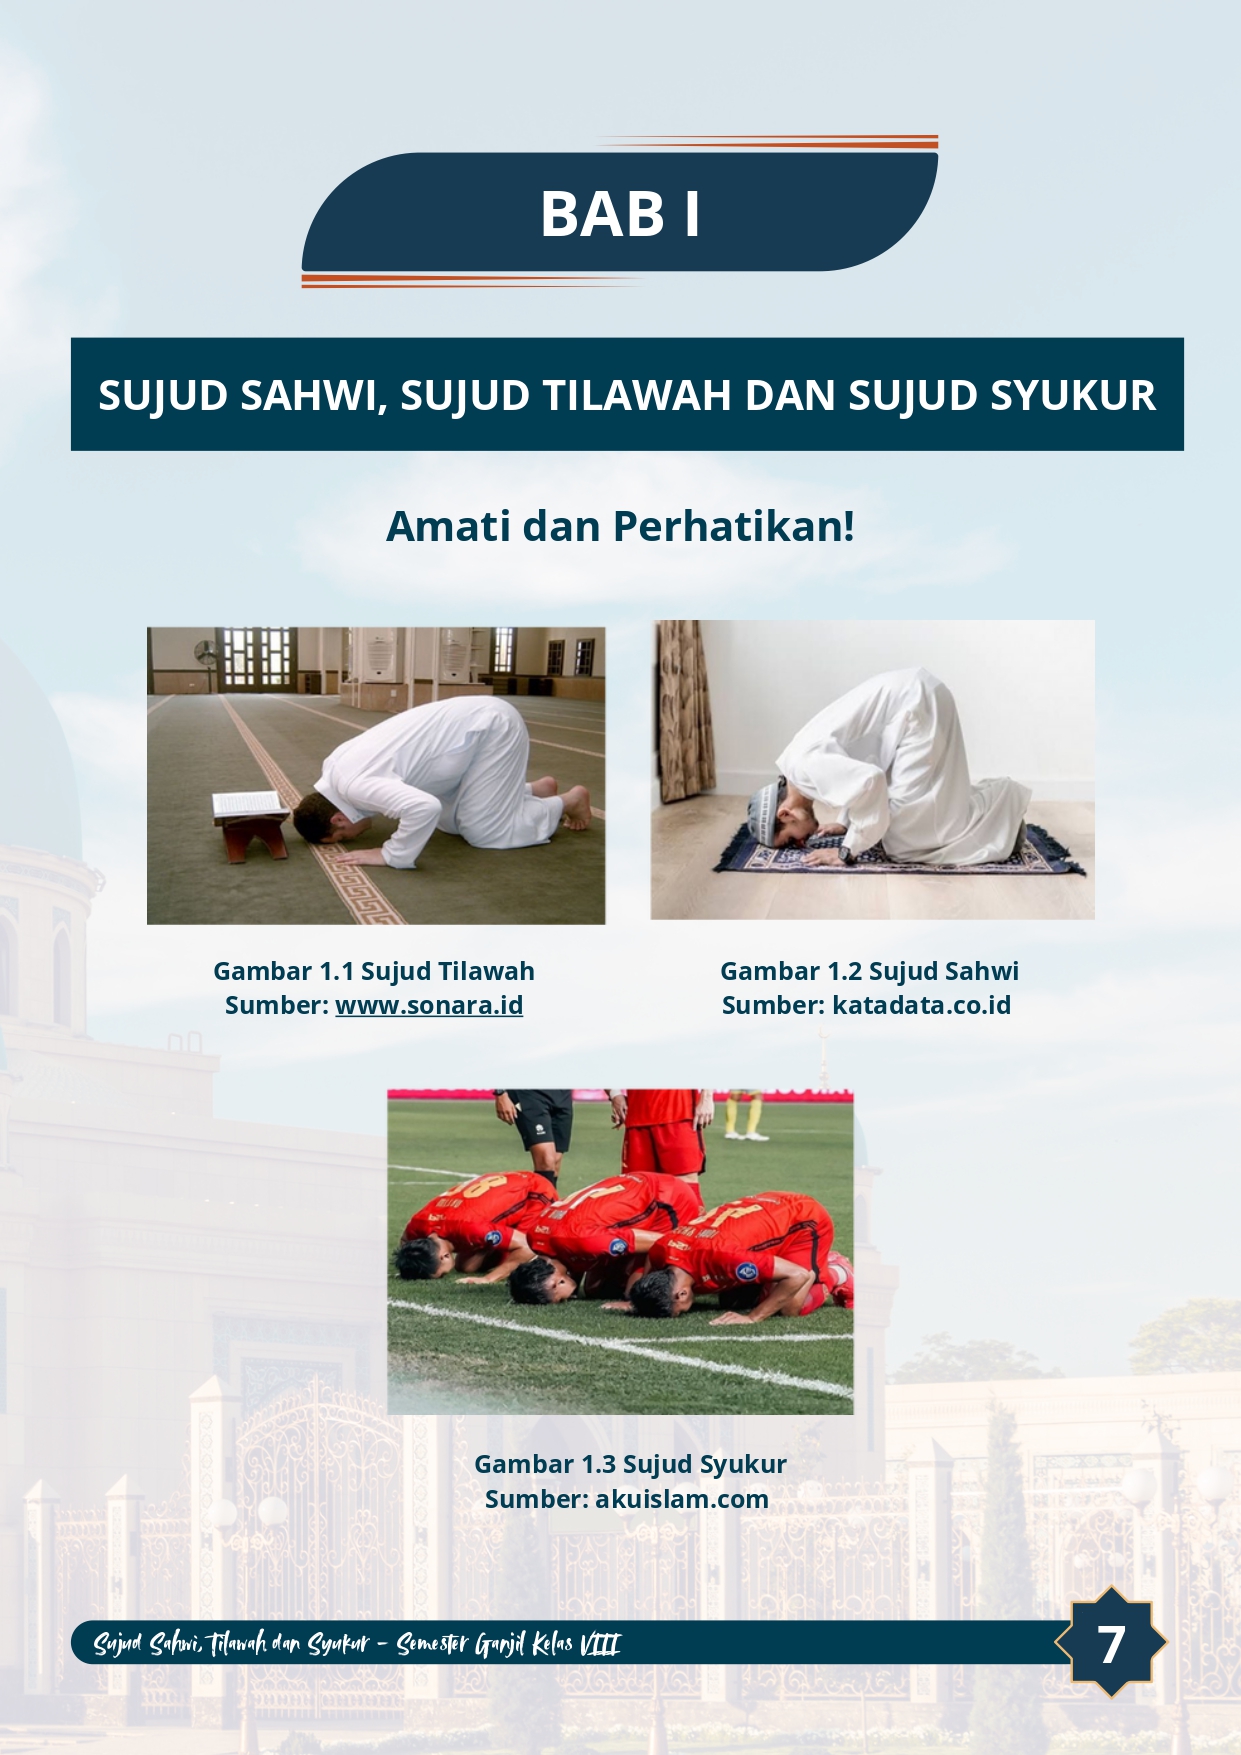 BAB I
SUJUD SAHWI, SUJUD TILAWAH DAN SUJUD SYUKUR
Amati dan Perhatikan!
Gambar 1.1 Sujud Tilawah
Sumber: www.sonara.id
Gambar 1.2 Sujud Sahwi
Sumber: katadata.co.id
Gambar 1.3 Sujud Syukur
Sumber: akuislam.com
Sujud Sahwi, Tilawah dan Syukur - Semester Ganjil Kelas VIII
7